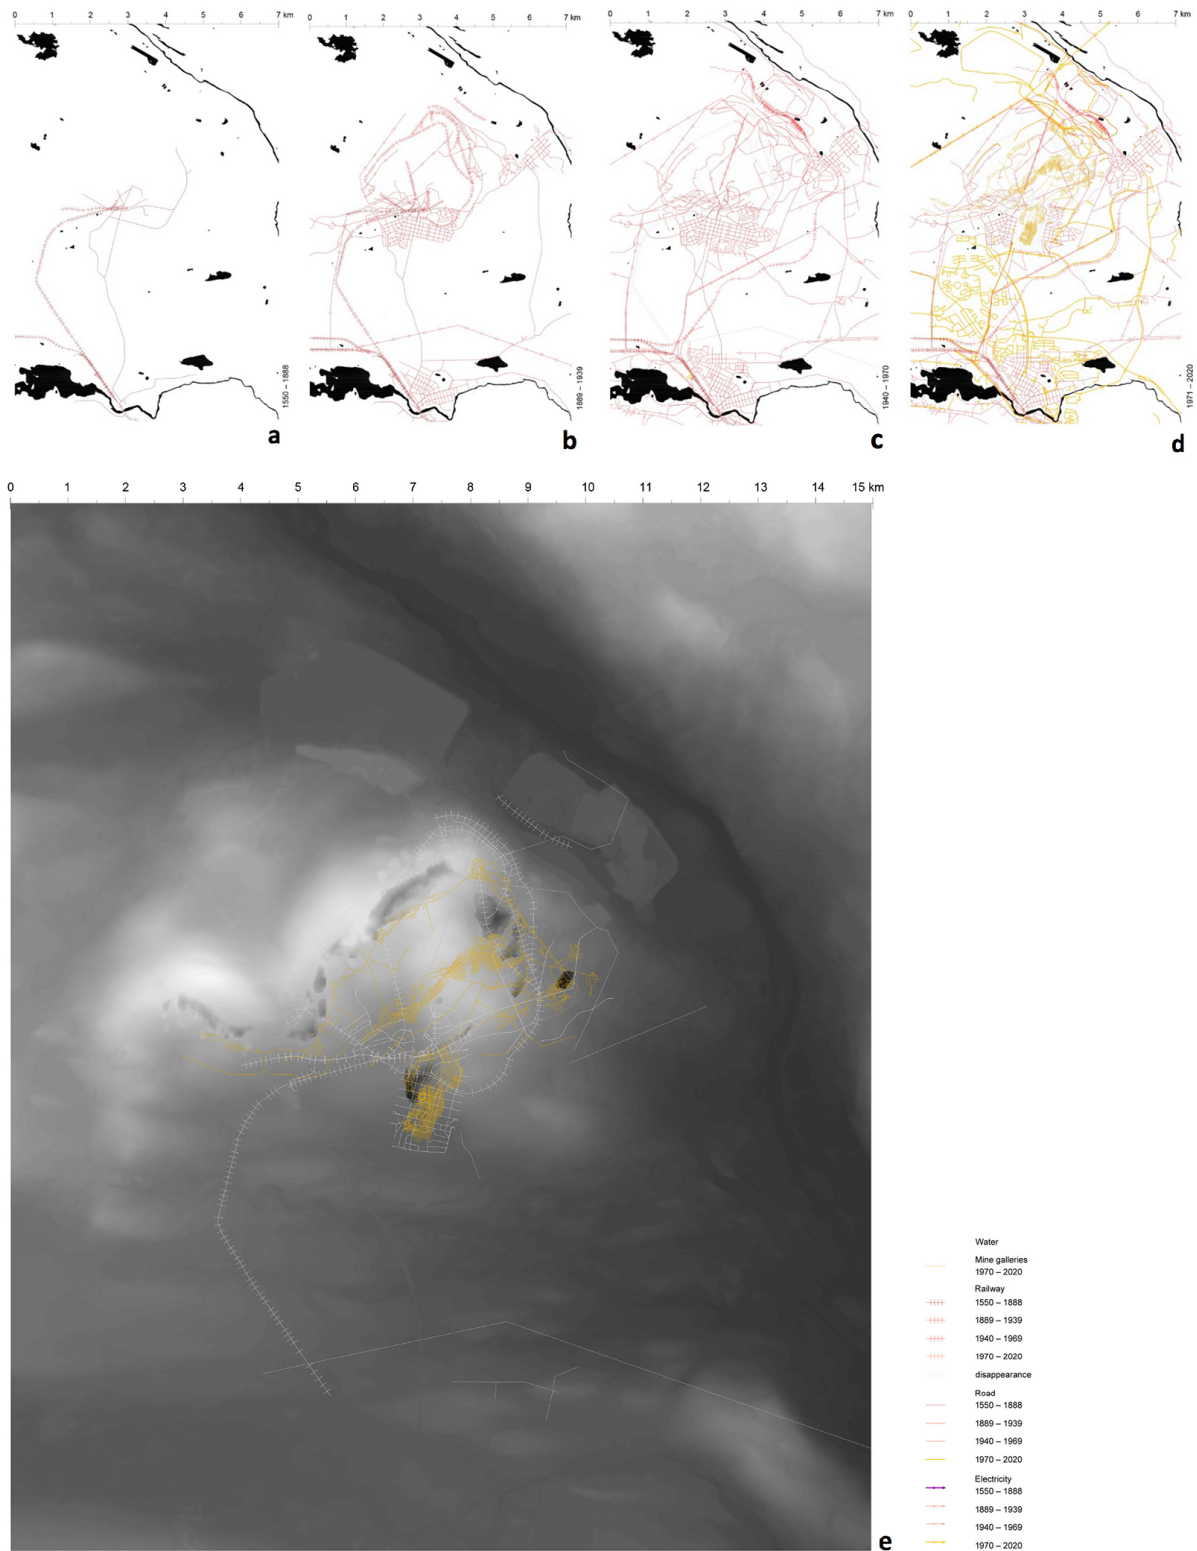 0 1 2 3 4 5 6 7 km
0 1 2 3 4 5 6 7 km
0 1 2 3 4 5 6 7 km
0 1 2 3 4 5 6 7 km
1550 – 1888
1889 – 1939
1940 – 1970
1971 – 2020
a
b
c
d
0 1 2 3 4 5 6 7 8 9 10 11 12 13 14 15 km
Water
Mine galleries
1970 – 2020
Railway
1550 – 1888
1889 – 1939
1940 – 1969
1970 – 2020
disappearance
Road
1550 – 1888
1889 – 1939
1940 – 1969
1970 – 2020
Electricity
1550 – 1888
1889 – 1939
1940 – 1969
1970 – 2020
e